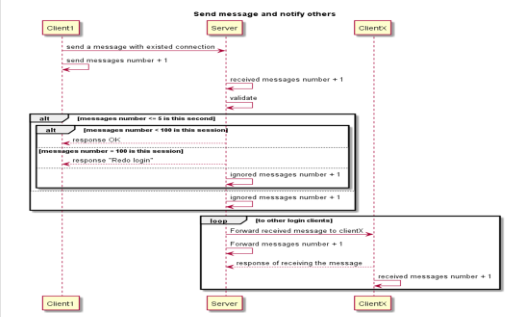 Send message and notify others
Client1 Server ClientX
send a message with existed connection
send messages number + 1
received messages number + 1
validate
alt [messages number <= 5 is this second]
alt [messages number < 100 is this session]
response OK
[messages number = 100 is this session]
response "Redo login"
ignored messages number + 1
ignored messages number + 1
loop [to other login clients]
Forward received message to clientX
Forward messages number + 1
response of receiving the message
received messages number + 1
Client1 Server ClientX